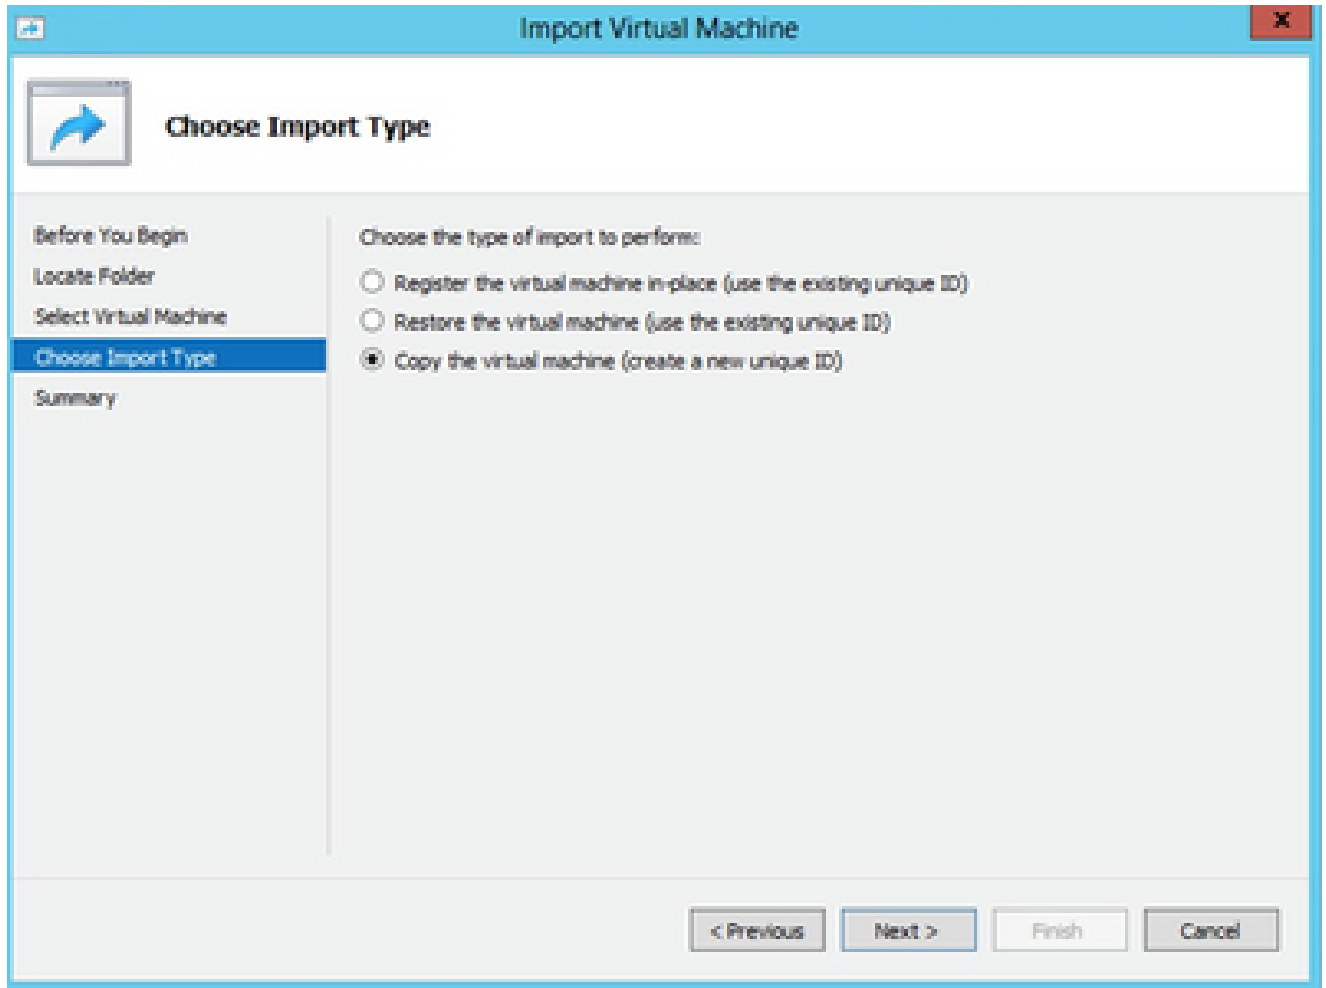 Import Virtual Machine
x
Choose Import Type
Before You Begin
Locate Folder
Select Virtual Machine
Choose Import Type
Summary
Choose the type of import to perform:
Register the virtual machine in-place (use the existing unique ID)
Restore the virtual machine (use the existing unique ID)
Copy the virtual machine (create a new unique ID)
< Previous
Next >
Finish
Cancel